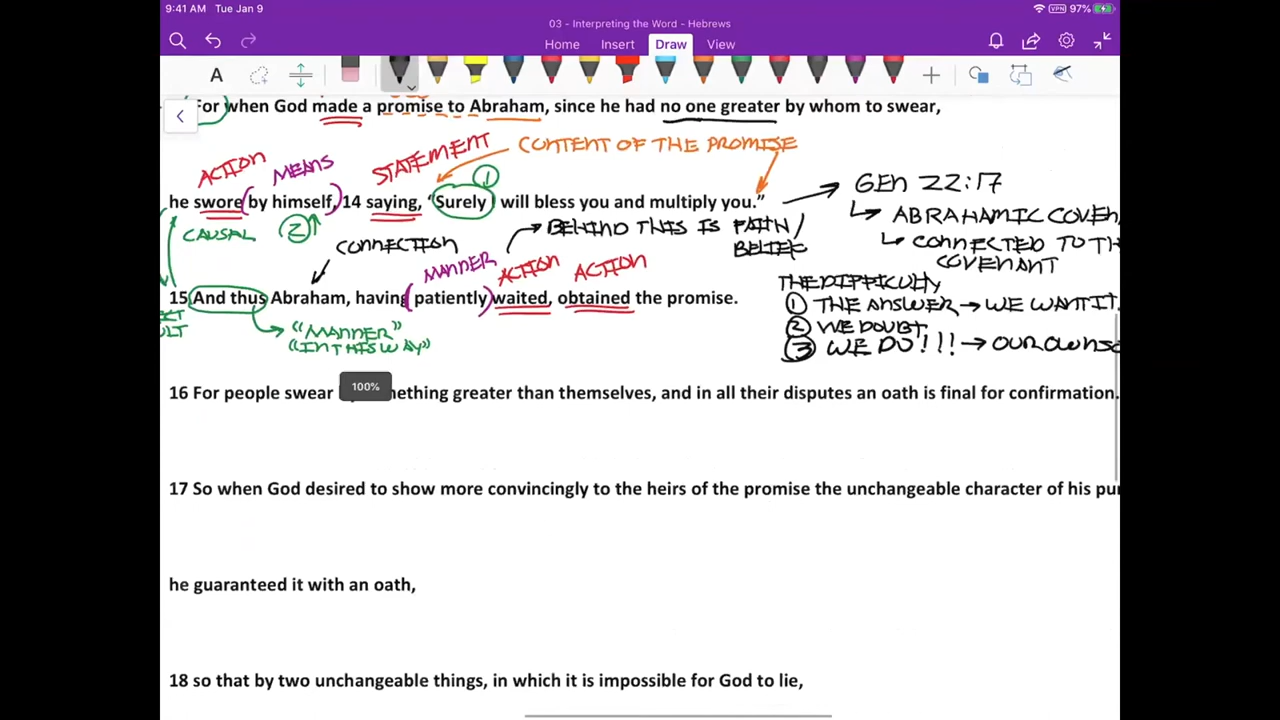 9:41 AM Tue Jan 9
VPN 97%
03 - Interpreting the Word - Hebrews
Home Insert Draw View
A
For when God made a promise to Abraham, since he had no one greater by whom to swear,
ACTION MEANS STATEMENT CONTENT OF THE PROMISE
1
GEN 22:17
he swore (by himself,) 14 saying, “Surely I will bless you and multiply you.”
ABRAHAMIC COVEN
CAUSAL 2 BEHIND THIS IS FAITH/
BELIEF
CONNECTION
CONNECTED TO TH
COVENANT
MANNER ACTION ACTION
THE DIFFICULTY
15 And thus Abraham, having (patiently) waited, obtained the promise.
1 THE ANSWER → WE WANT IT
ECT
ULT
“MANNER”
“IN THIS WAY”
2 WE DOUBT
3 WE DO!!! → OUR OWN SC
100%
16 For people swear mething greater than themselves, and in all their disputes an oath is final for confirmation.
17 So when God desired to show more convincingly to the heirs of the promise the unchangeable character of his pur
he guaranteed it with an oath,
18 so that by two unchangeable things, in which it is impossible for God to lie,